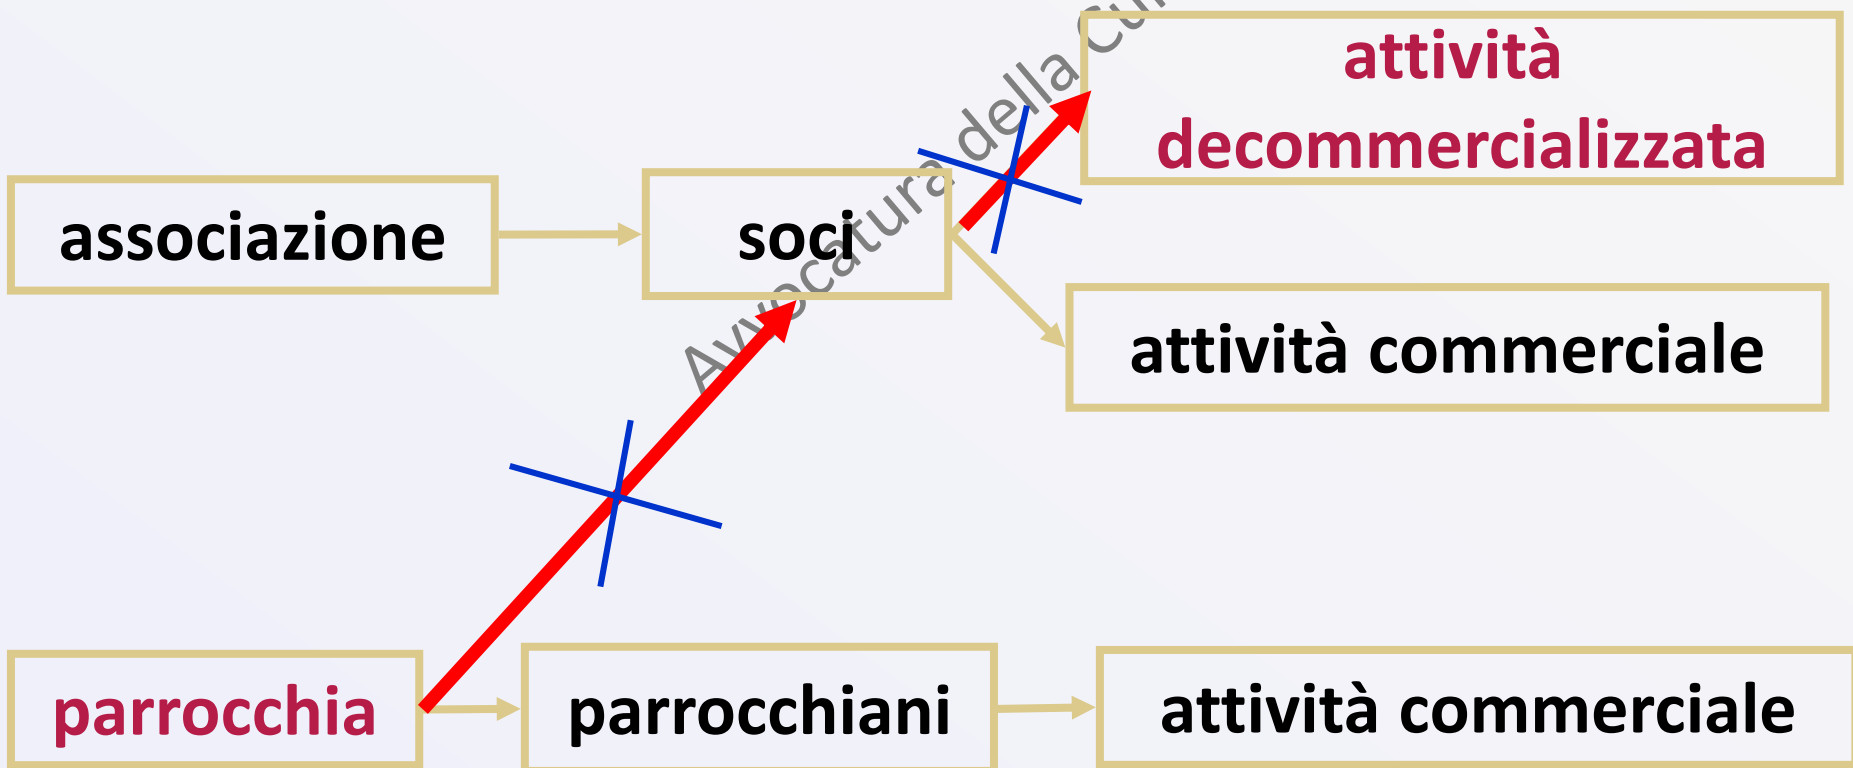 attività
decommercializzata
associazione
soci
attività commerciale
Avvocatura della
parrocchia
parrocchiani
attività commerciale